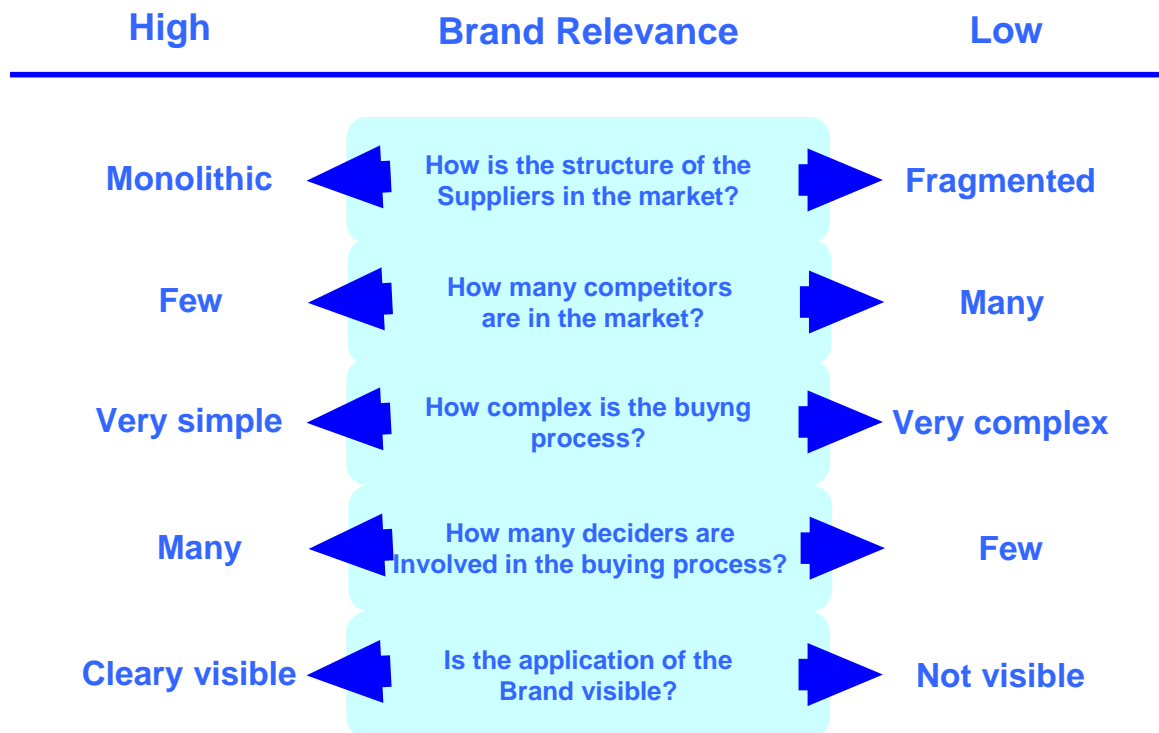 High Brand Relevance Low
Monolithic
How is the structure of the
Suppliers in the market?
Fragmented
Few
How many competitors
are in the market?
Many
Very simple
How complex is the buyng
process?
Very complex
Many
How many deciders are
Involved in the buying process?
Few
Cleary visible
Is the application of the
Brand visible?
Not visible